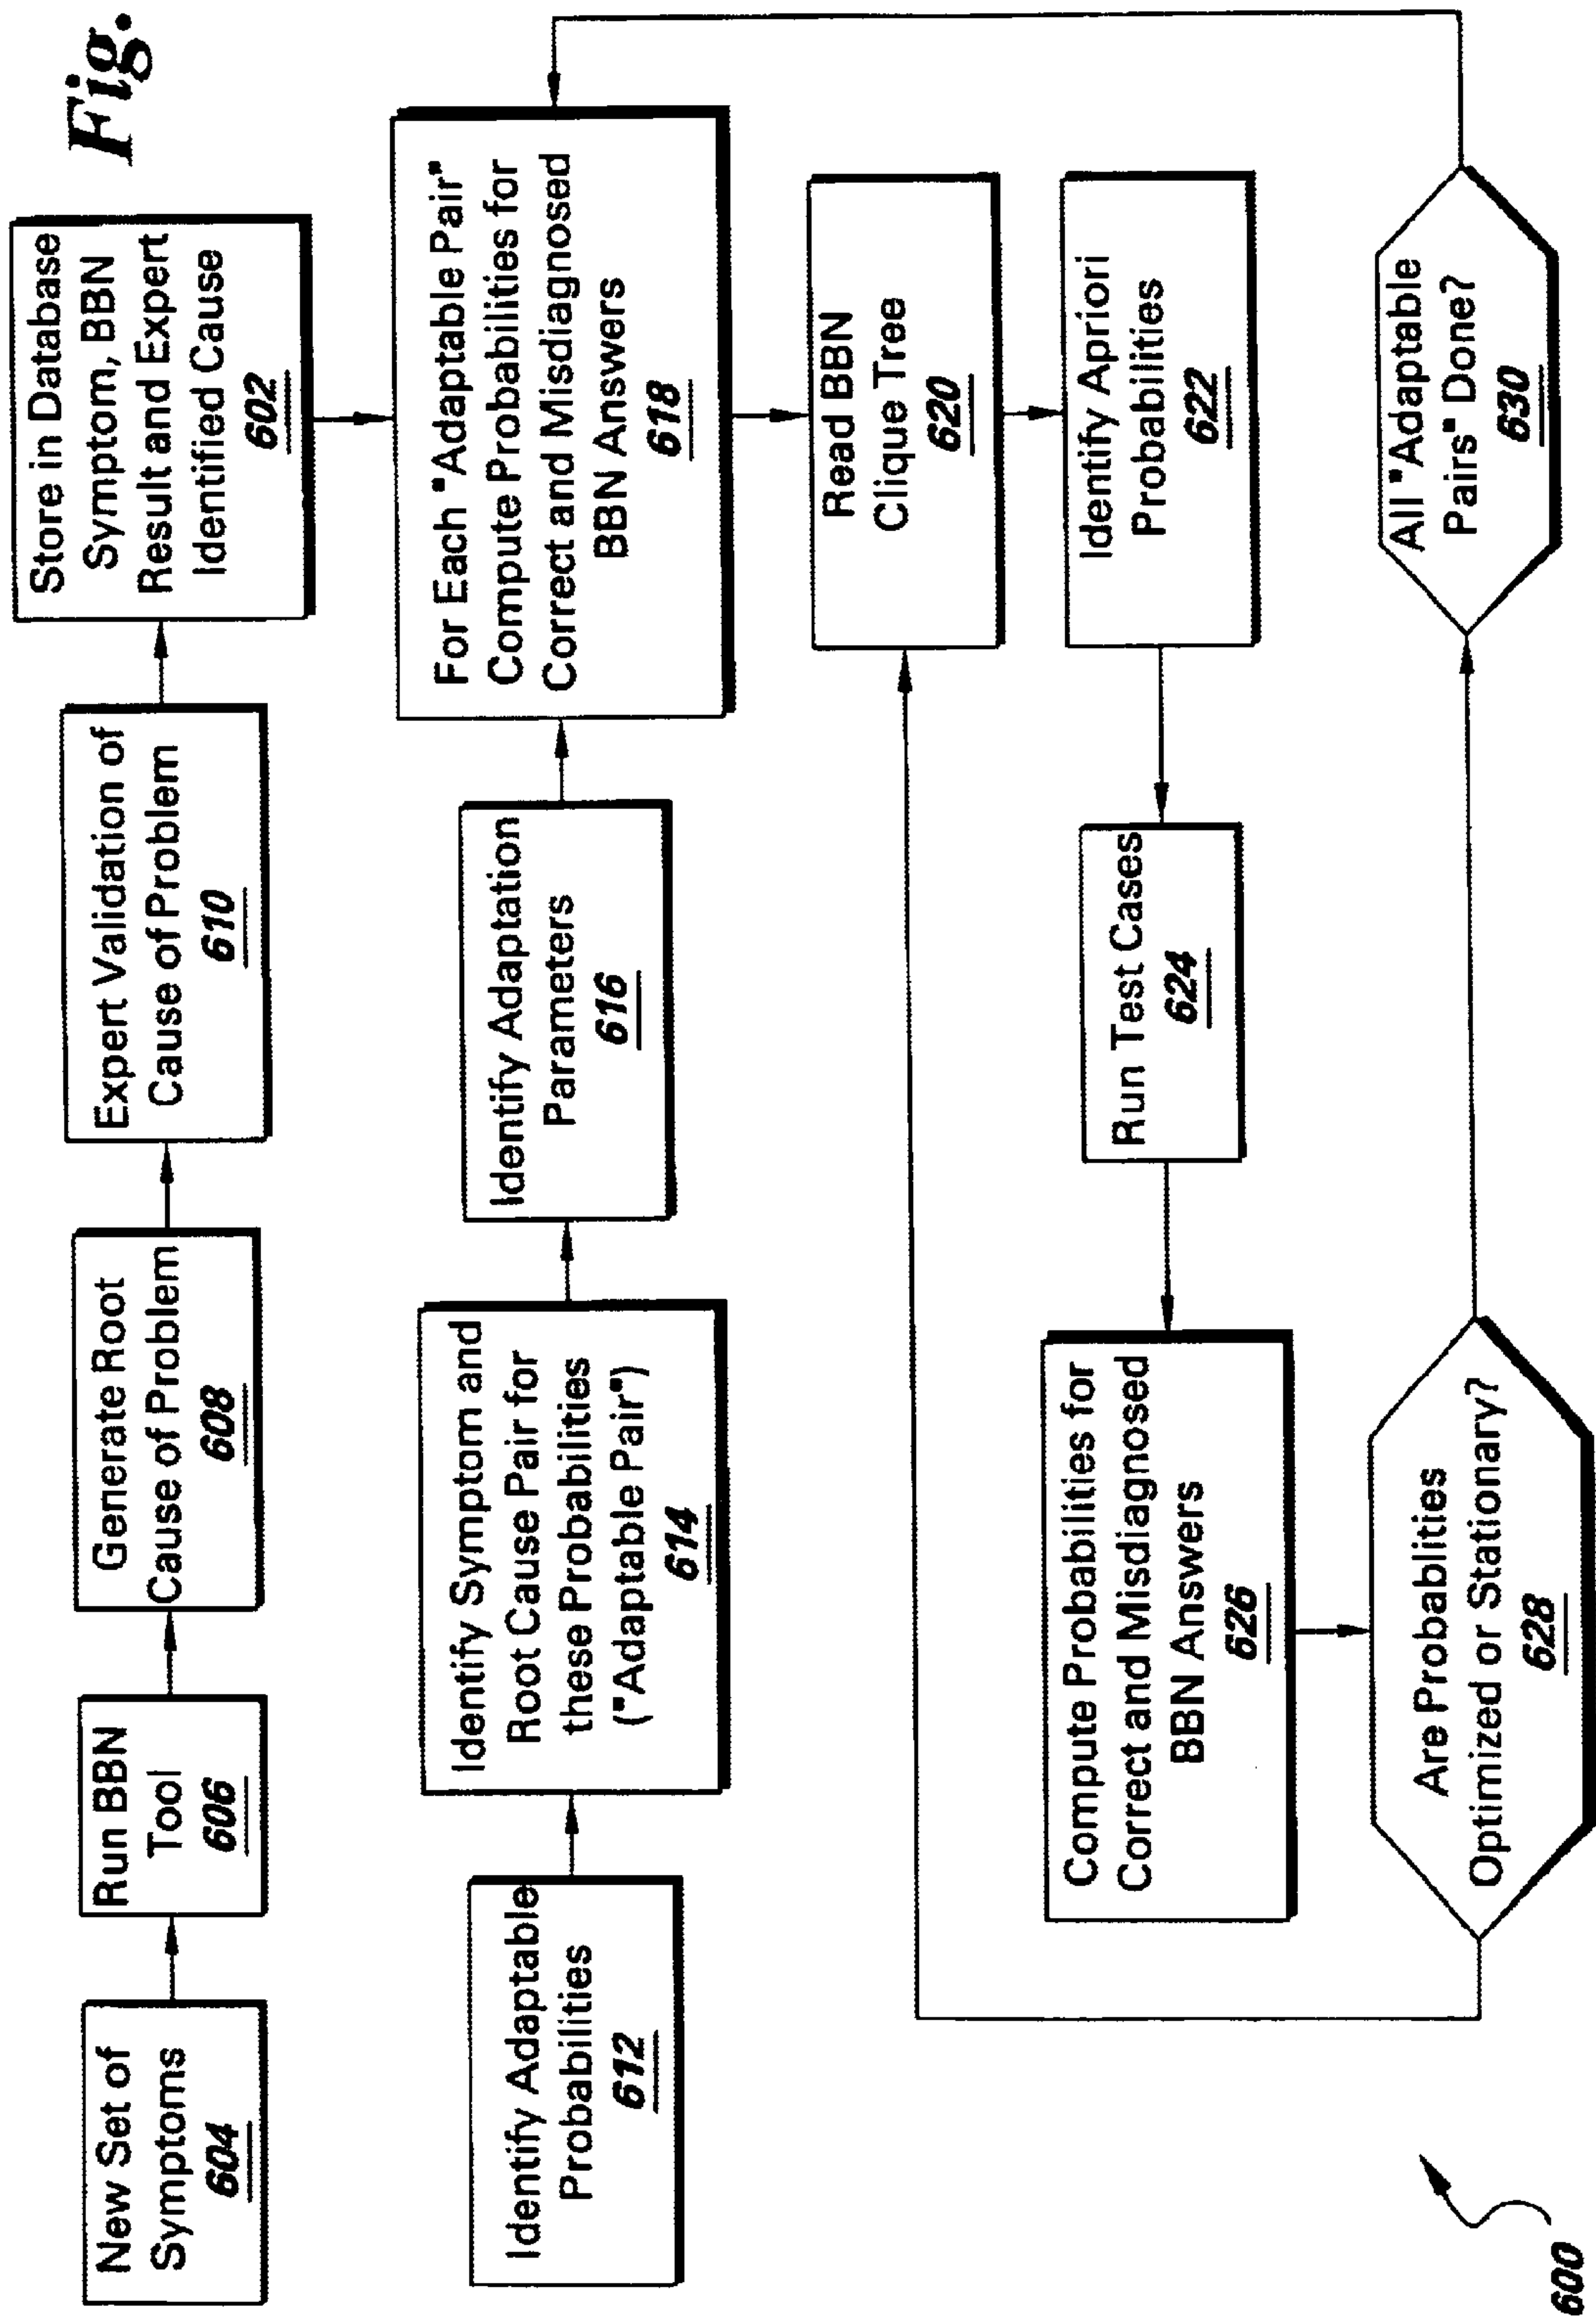 Fig.
New Set of
Symptoms
604
Run BBN
Tool
606
Generate Root
Cause of Problem
608
Expert Validation of
Cause of Problem
610
Store in Database
Symptom, BBN
Result and Expert
Identified Cause
602
Identify Adaptable
Probabilities
612
Identify Symptom and
Root Cause Pair for
these Probabilities
("Adaptable Pair")
614
Identify Adaptation
Parameters
616
For Each "Adaptable Pair"
Compute Probabilities for
Correct and Misdiagnosed
BBN Answers
618
Read BBN
Clique Tree
620
Identify Apriori
Probabilities
622
Run Test Cases
624
Compute Probabilities for
Correct and Misdiagnosed
BBN Answers
626
Are Probablities
Optimized or Stationary?
628
All "Adaptable
Pairs" Done?
630
600